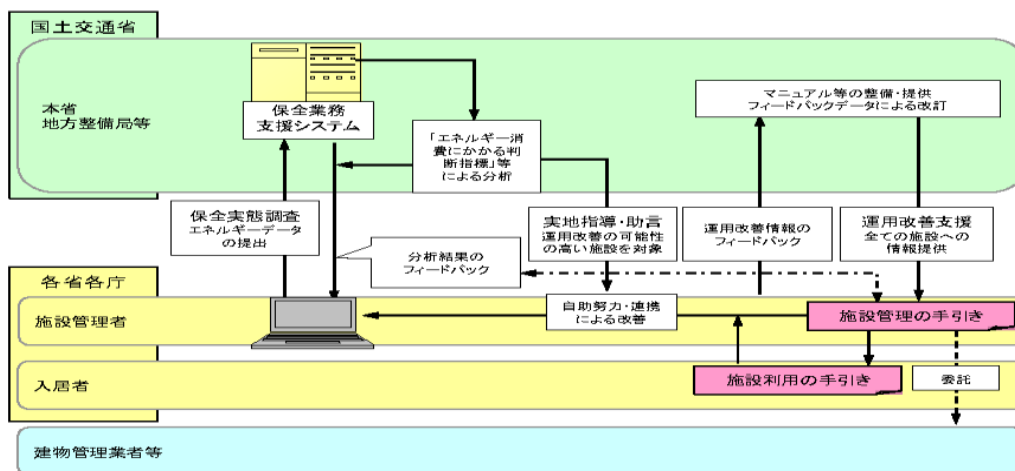 国土交通省
本省
地方整備局等
保全業務
支援システム
「エネルギー消
費にかかる判
断指標」等
による分析
マニュアル等の整備・提供
フィードバックデータによる改訂
保全実態調査
エネルギーデータ
の提出
分析結果の
フィードバック
実地指導・助言
運用改善の可能性
の高い施設を対象
運用改善情報の
フィードバック
運用改善支援
全ての施設への
情報提供
各省各庁
施設管理者
自助努力・連携
による改善
施設管理の手引き
入居者
施設利用の手引き
委託
建物管理業者等